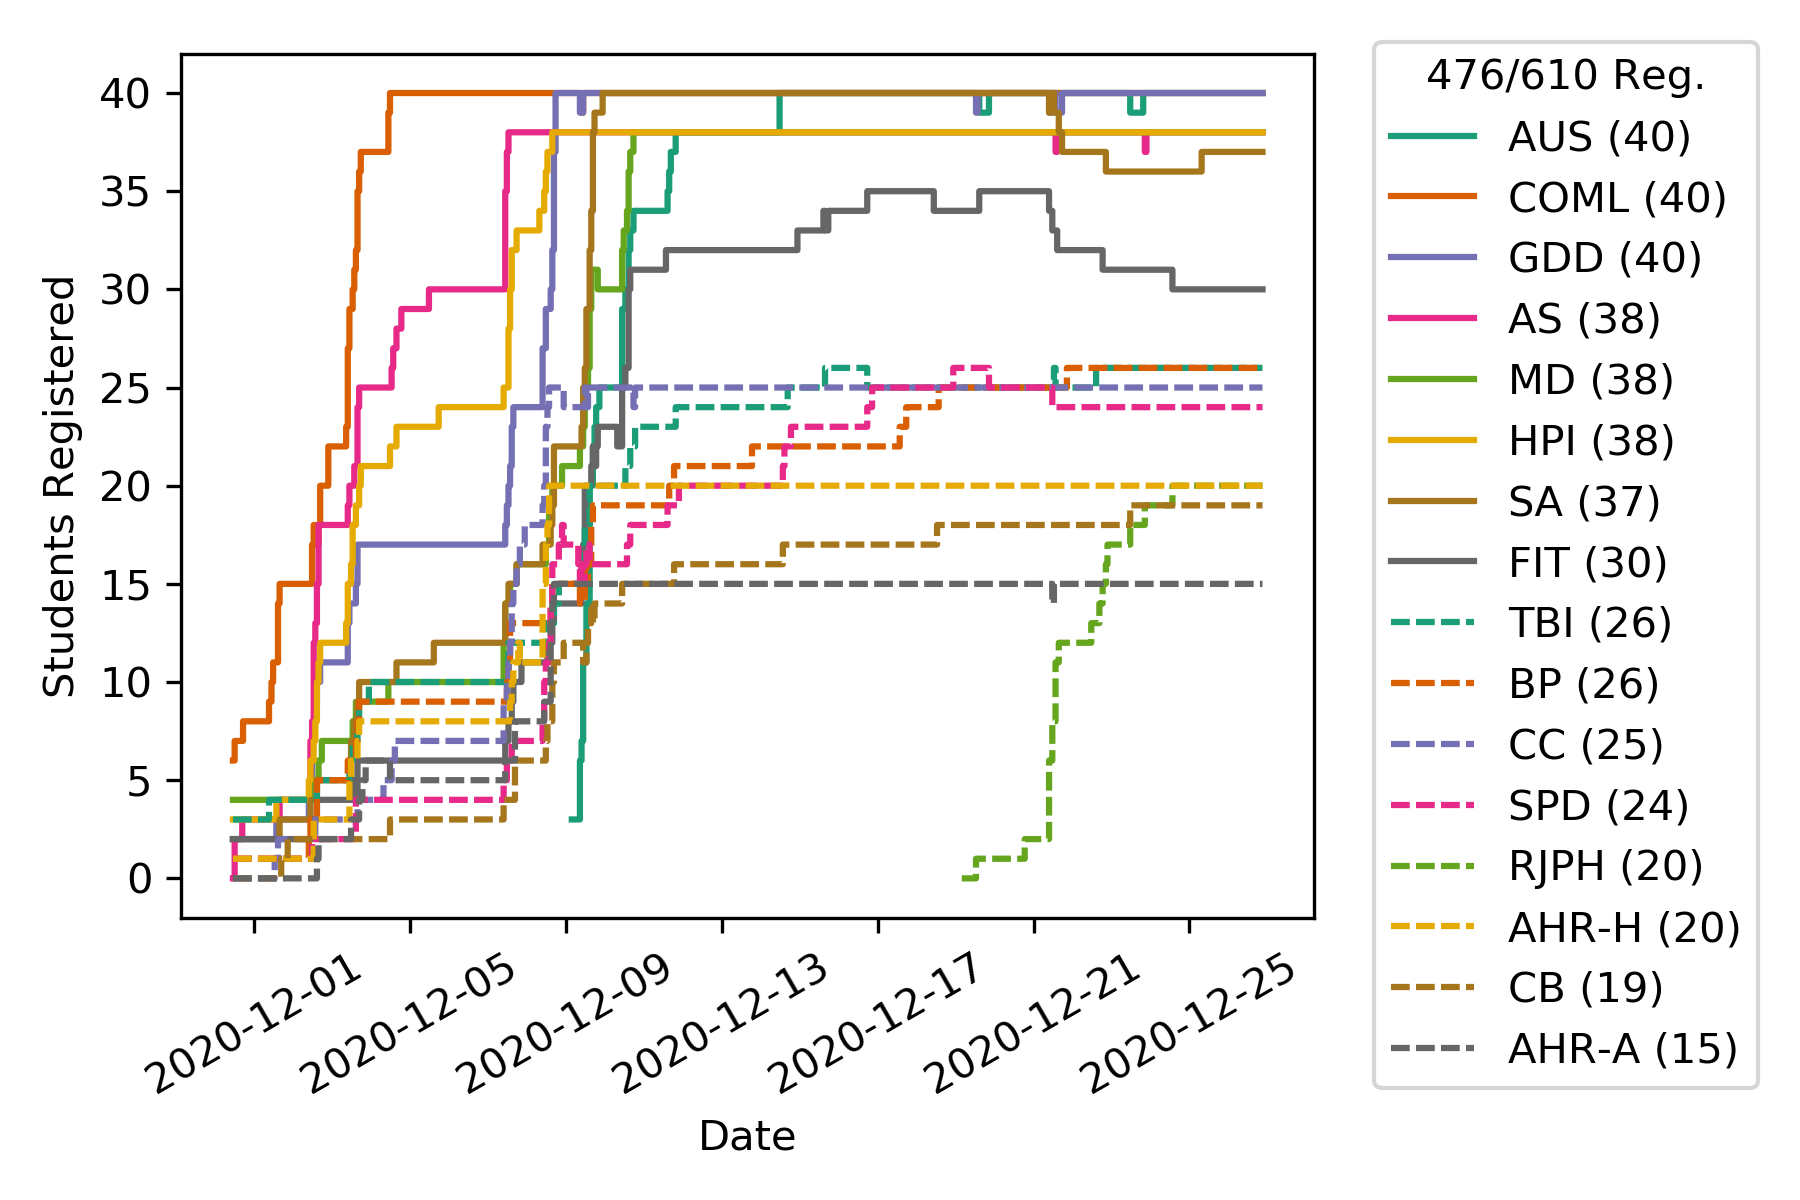 476/610 Reg.
AUS (40)
COML (40)
GDD (40)
AS (38)
MD (38)
HPI (38)
SA (37)
FIT (30)
TBI (26)
BP (26)
CC (25)
SPD (24)
RJPH (20)
AHR-H (20)
CB (19)
AHR-A (15)
Students Registered
40
35
30
25
20
15
10
5
0
2020-12-01
2020-12-05
2020-12-09
2020-12-13
2020-12-17
2020-12-21
2020-12-25
Date